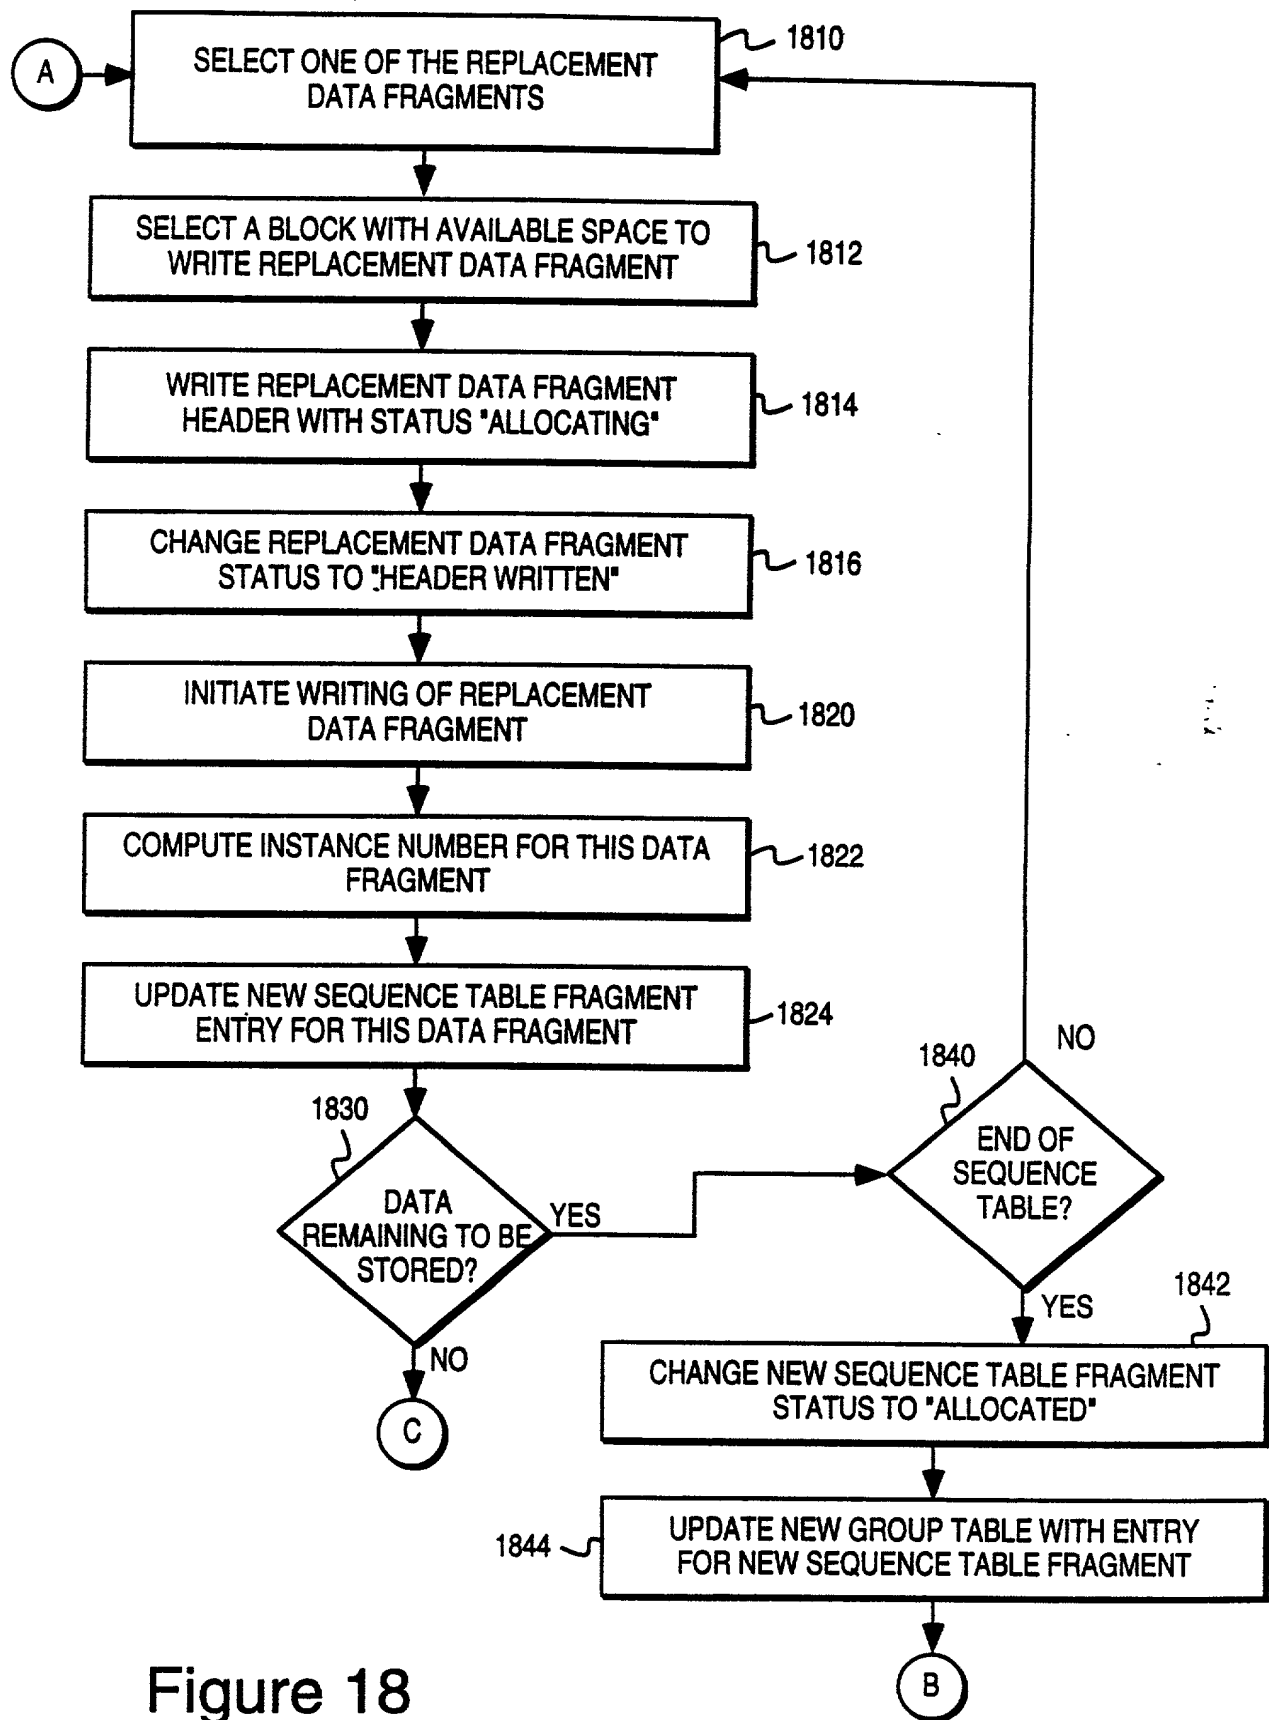 A
SELECT ONE OF THE REPLACEMENT
DATA FRAGMENTS
1810
SELECT A BLOCK WITH AVAILABLE SPACE TO
WRITE REPLACEMENT DATA FRAGMENT
1812
WRITE REPLACEMENT DATA FRAGMENT
HEADER WITH STATUS "ALLOCATING"
1814
CHANGE REPLACEMENT DATA FRAGMENT
STATUS TO "HEADER WRITTEN"
1816
INITIATE WRITING OF REPLACEMENT
DATA FRAGMENT
1820
COMPUTE INSTANCE NUMBER FOR THIS DATA
FRAGMENT
1822
UPDATE NEW SEQUENCE TABLE FRAGMENT
ENTRY FOR THIS DATA FRAGMENT
1824
1830
DATA
REMAINING TO BE
STORED?
YES
NO
C
1840
NO
END OF
SEQUENCE
TABLE?
YES
1842
CHANGE NEW SEQUENCE TABLE FRAGMENT
STATUS TO "ALLOCATED"
1844
UPDATE NEW GROUP TABLE WITH ENTRY
FOR NEW SEQUENCE TABLE FRAGMENT
B
Figure 18